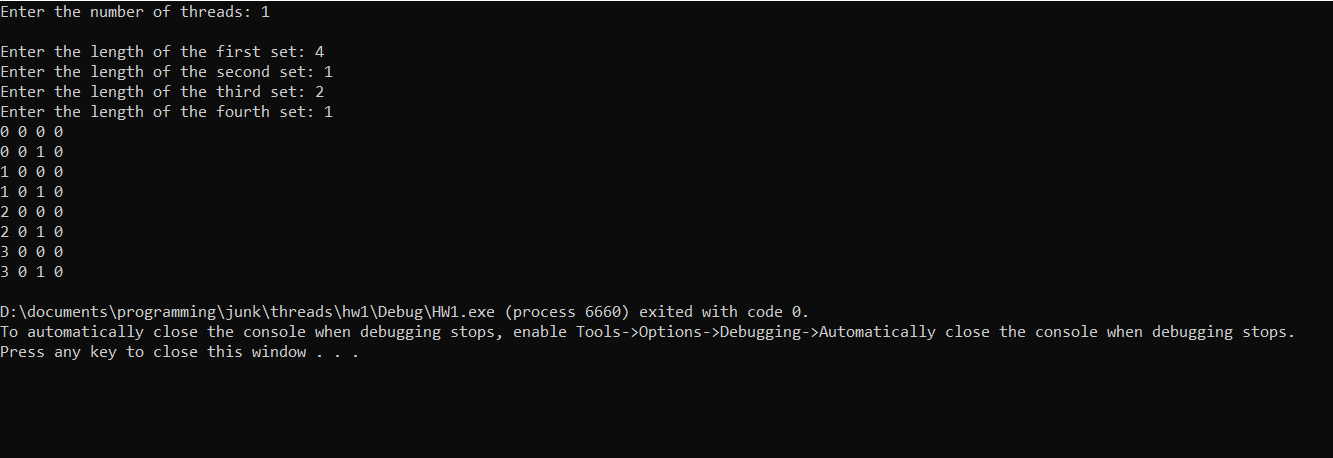 Enter the number of threads: 1
Enter the length of the first set: 4
Enter the length of the second set: 1
Enter the length of the third set: 2
Enter the length of the fourth set: 1
0 0 0 0
0 0 1 0
1 0 0 0
1 0 1 0
2 0 0 0
2 0 1 0
3 0 0 0
3 0 1 0
D:\documents\programming\junk\threads\hw1\Debug\HW1.exe (process 6660) exited with code 0.
To automatically close the console when debugging stops, enable Tools->Options->Debugging->Automatically close the console when debugging stops.
Press any key to close this window . . .